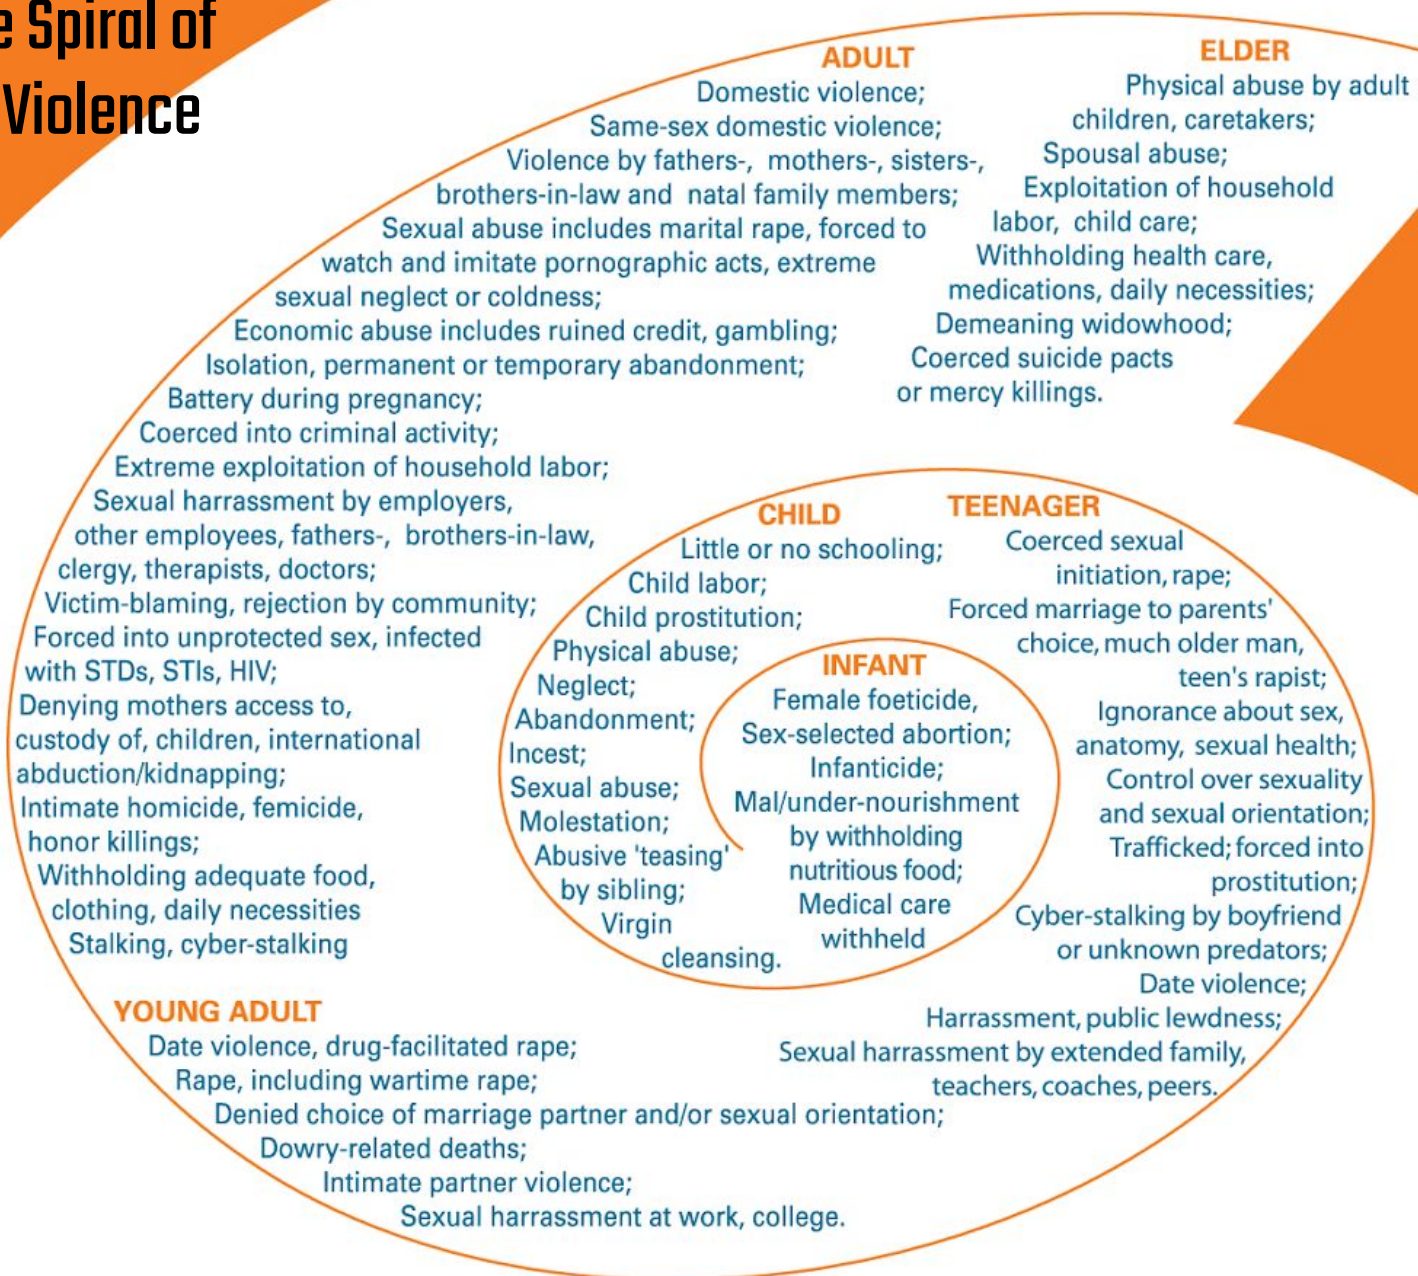 e Spiral of
Violence
ADULT
Domestic violence;
Same-sex domestic violence;
Violence by fathers-, mothers-, sisters-,
brothers-in-law and natal family members;
Sexual abuse includes marital rape, forced to
watch and imitate pornographic acts, extreme
sexual neglect or coldness;
Economic abuse includes ruined credit, gambling;
Isolation, permanent or temporary abandonment;
Battery during pregnancy;
Coerced into criminal activity;
Extreme exploitation of household labor;
Sexual harrassment by employers,
other employees, fathers-, brothers-in-law,
clergy, therapists, doctors;
Victim-blaming, rejection by community;
Forced into unprotected sex, infected
with STDs, STIs, HIV;
Denying mothers access to,
custody of, children, international
abduction/kidnapping;
Intimate homicide, femicide,
honor killings;
Withholding adequate food,
clothing, daily necessities
Stalking, cyber-stalking
ELDER
Physical abuse by adult
children, caretakers;
Spousal abuse;
Exploitation of household
labor, child care;
Withholding health care,
medications, daily necessities;
Demeaning widowhood;
Coerced suicide pacts
or mercy killings.
CHILD
Little or no schooling;
Child labor;
Child prostitution;
Physical abuse;
Neglect;
Abandonment;
Incest;
Sexual abuse;
Molestation;
Abusive 'teasing'
by sibling;
Virgin
cleansing.
INFANT
Female foeticide,
Sex-selected abortion;
Infanticide;
Mal/under-nourishment
by withholding
nutritious food;
Medical care
withheld
TEENAGER
Coerced sexual
initiation, rape;
Forced marriage to parents'
choice, much older man,
teen's rapist;
Ignorance about sex,
anatomy, sexual health;
Control over sexuality
and sexual orientation;
Trafficked; forced into
prostitution;
Cyber-stalking by boyfriend
or unknown predators;
Date violence;
Harrassment, public lewdness;
Sexual harrassment by extended family,
teachers, coaches, peers.
YOUNG ADULT
Date violence, drug-facilitated rape;
Rape, including wartime rape;
Denied choice of marriage partner and/or sexual orientation;
Dowry-related deaths;
Intimate partner violence;
Sexual harrassment at work, college.